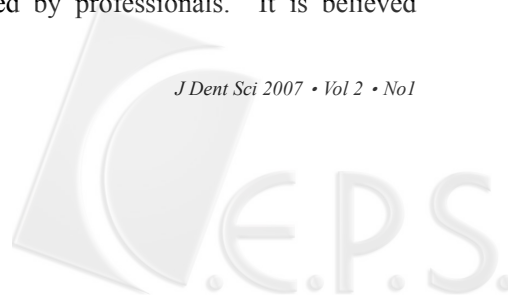 by professionals. It is believed
J Dent Sci 2007 • Vol 2 • No1
C.E.P.S.